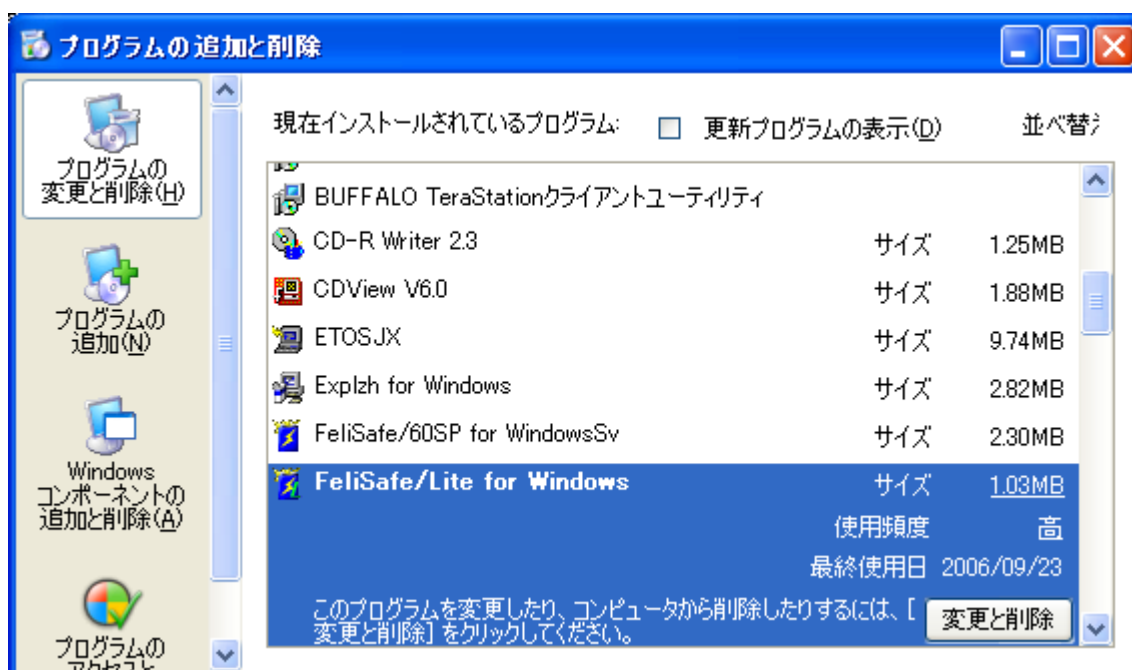 プログラムの追加と削除
プログラムの
変更と削除(H)
プログラムの
追加(N)
Windows
コンポーネントの
追加と削除(A)
プログラムの
現在インストールされているプログラム:
更新プログラムの表示(D)
並べ替
BUFFALO TeraStationクライアントユーティリティ
CD-R Writer 2.3 サイズ 1.25MB
CDView V6.0 サイズ 1.88MB
ETOSJX サイズ 9.74MB
Explzh for Windows サイズ 2.82MB
FeliSafe/60SP for WindowsSv サイズ 2.30MB
FeliSafe/Lite for Windows サイズ 1.03MB
使用頻度 高
最終使用日 2006/09/23
このプログラムを変更したり、コンピュータから削除したりするには、[
変更と削除] をクリックしてください。
変更と削除